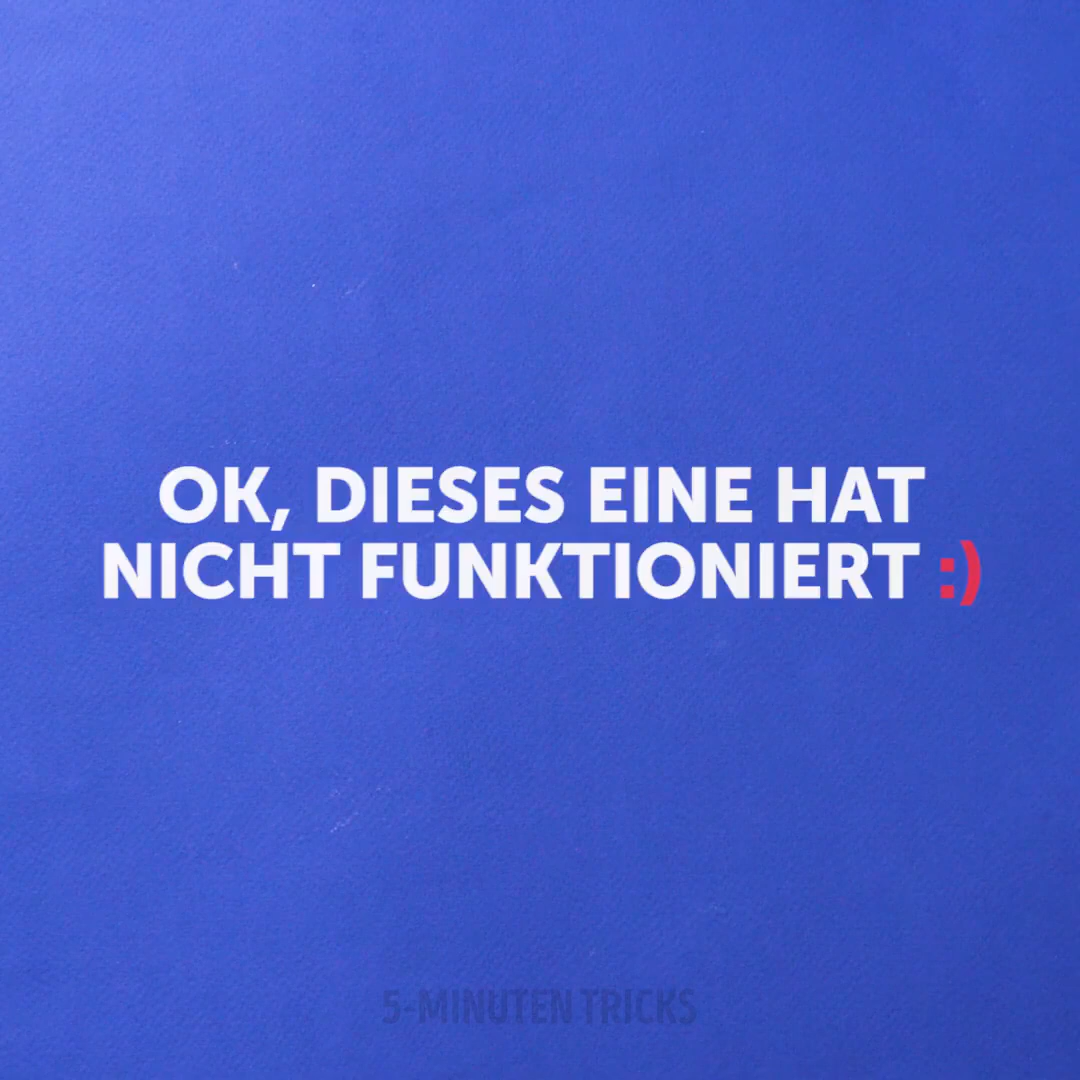 OK, DIESES EINE HAT
NICHT FUNKTIONIERT :)
5-MINUTEN TRICKS